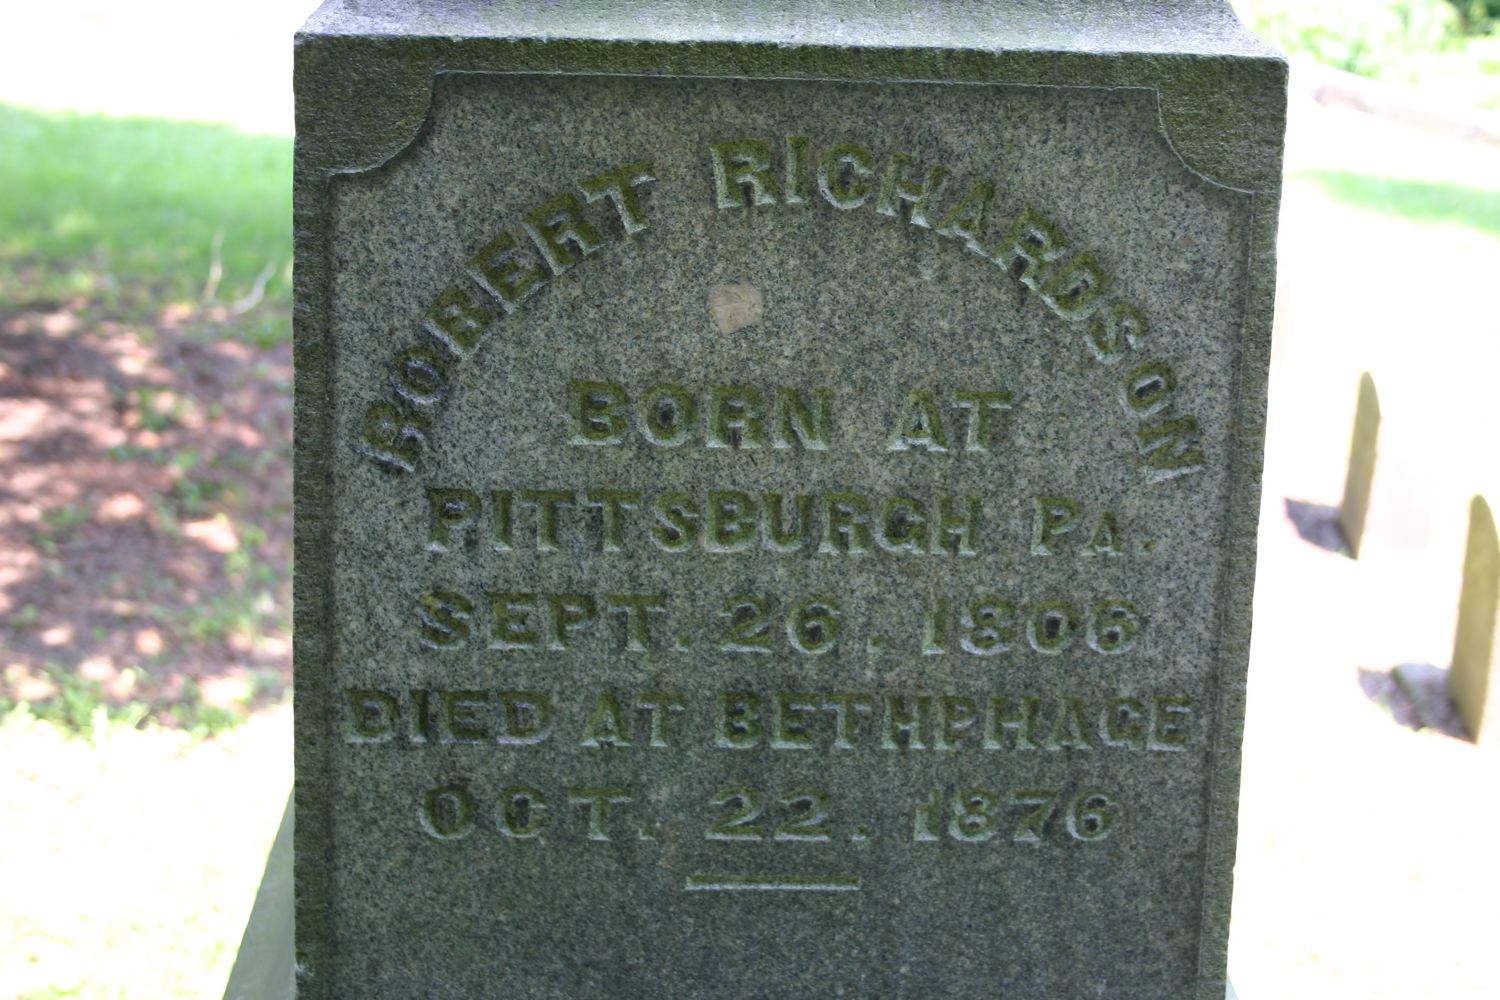 ROBERT RICHARDSON
BORN AT
PITTSBURGH PA.
SEPT. 26. 1806
DIED AT BETHPHAGE
OCT. 22. 1876